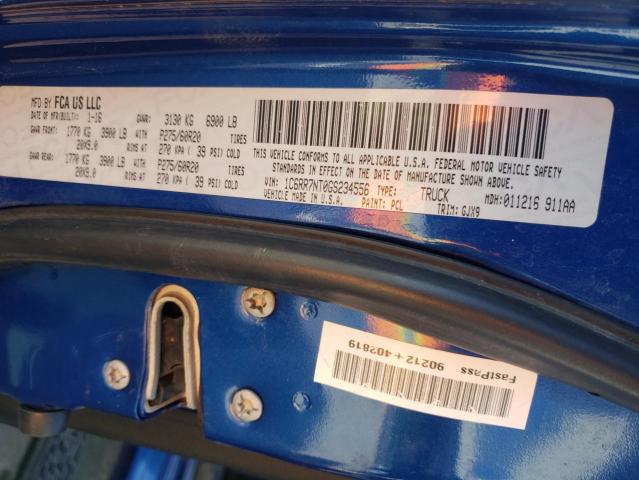 MFD BY FCA US LLC
DATE OF MFR(BUILT): 1-16 GVWR: 3130 KG 6900 LB
GAWR FRONT: 1770 KG 3900 LB WITH P275/60R20 TIRES
20X9.0 RIMS AT 270 KPA ( 39 PSI) COLD
GAWR REAR: 1770 KG 3900 LB WITH P275/60R20 TIRES
20X9.0 RIMS AT 270 KPA ( 39 PSI) COLD
THIS VEHICLE CONFORMS TO ALL APPLICABLE U.S.A. FEDERAL MOTOR VEHICLE SAFETY
STANDARDS IN EFFECT ON THE DATE OF MANUFACTURE SHOWN ABOVE.
VIN: 1C6RR7NT0GS234556 TYPE: TRUCK MDH:011216 911AA
VEHICLE MADE IN U.S.A. PAINT: PCL TRIM: GJX9
FastPass 90212+402819